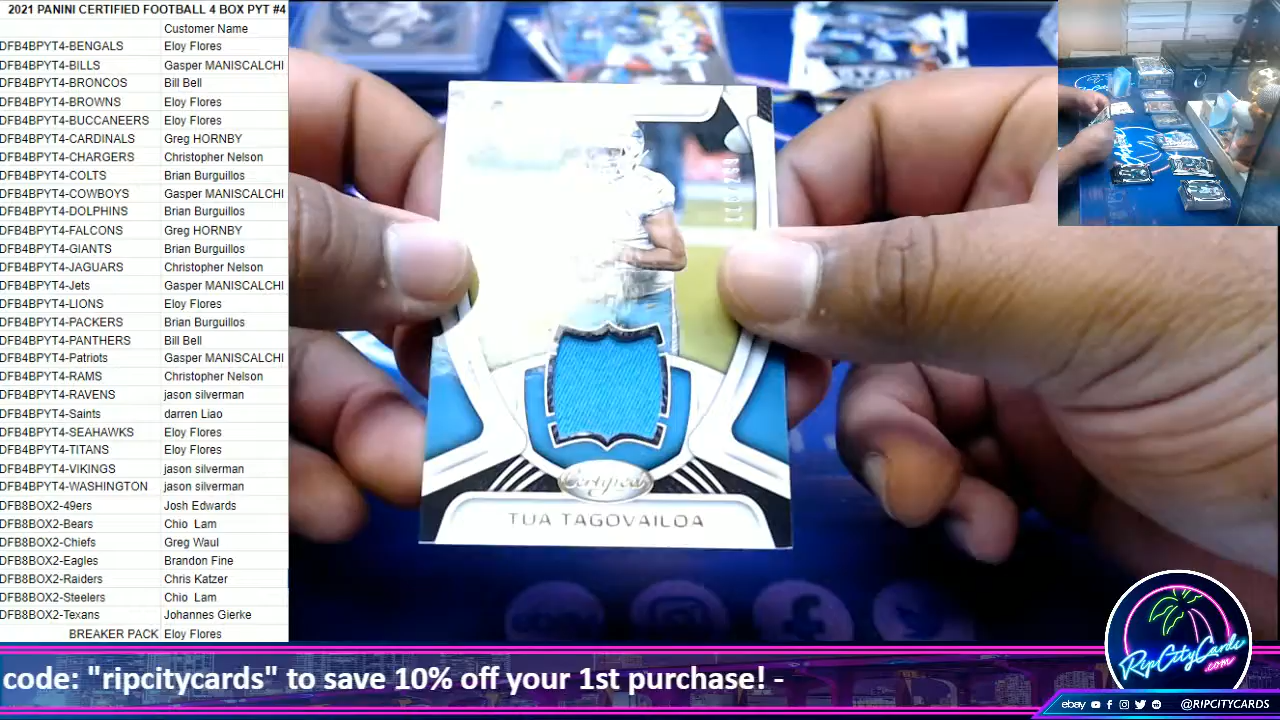 2021 PANINI CERTIFIED FOOTBALL 4 BOX PYT #4
Customer Name
DFB4BPYT4-BENGALS Eloy Flores
DFB4BPYT4-BILLS Gasper MANISCALCHI
DFB4BPYT4-BRONCOS Bill Bell
DFB4BPYT4-BROWNS Eloy Flores
DFB4BPYT4-BUCCANEERS Eloy Flores
DFB4BPYT4-CARDINALS Greg HORNBY
DFB4BPYT4-CHARGERS Christopher Nelson
DFB4BPYT4-COLTS Brian Burguillos
DFB4BPYT4-COWBOYS Gasper MANISCALCHI
DFB4BPYT4-DOLPHINS Brian Burguillos
DFB4BPYT4-FALCONS Greg HORNBY
DFB4BPYT4-GIANTS Brian Burguillos
DFB4BPYT4-JAGUARS Christopher Nelson
DFB4BPYT4-Jets Gasper MANISCALCHI
DFB4BPYT4-LIONS Eloy Flores
DFB4BPYT4-PACKERS Brian Burguillos
DFB4BPYT4-PANTHERS Bill Bell
DFB4BPYT4-Patriots Gasper MANISCALCHI
DFB4BPYT4-RAMS Christopher Nelson
DFB4BPYT4-RAVENS jason silverman
DFB4BPYT4-Saints darren Liao
DFB4BPYT4-SEAHAWKS Eloy Flores
DFB4BPYT4-TITANS Eloy Flores
DFB4BPYT4-VIKINGS jason silverman
DFB4BPYT4-WASHINGTON jason silverman
DFB8BOX2-49ers Josh Edwards
DFB8BOX2-Bears Chio Lam
DFB8BOX2-Chiefs Greg Waul
DFB8BOX2-Eagles Brandon Fine
DFB8BOX2-Raiders Chris Katzer
DFB8BOX2-Steelers Chio Lam
DFB8BOX2-Texans Johannes Gierke
BREAKER PACK Eloy Flores
Certified
TUA TAGOVAILOA
RipCityCards
.com
code: "ripcitycards" to save 10% off your 1st purchase! -
ebay @RIPCITYCARDS